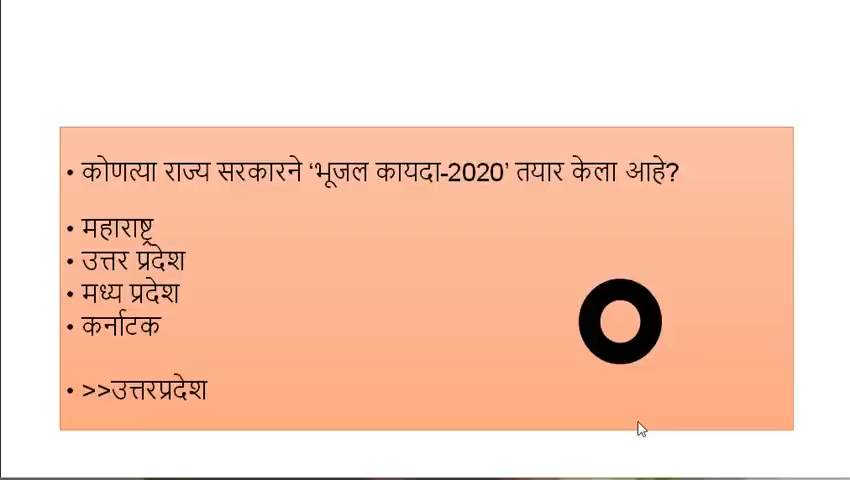 • कोणत्या राज्य सरकारने ‘भूजल कायदा-2020’ तयार केला आहे?
• महाराष्ट्र
• उत्तर प्रदेश
• मध्य प्रदेश
• कर्नाटक
• >>उत्तरप्रदेश